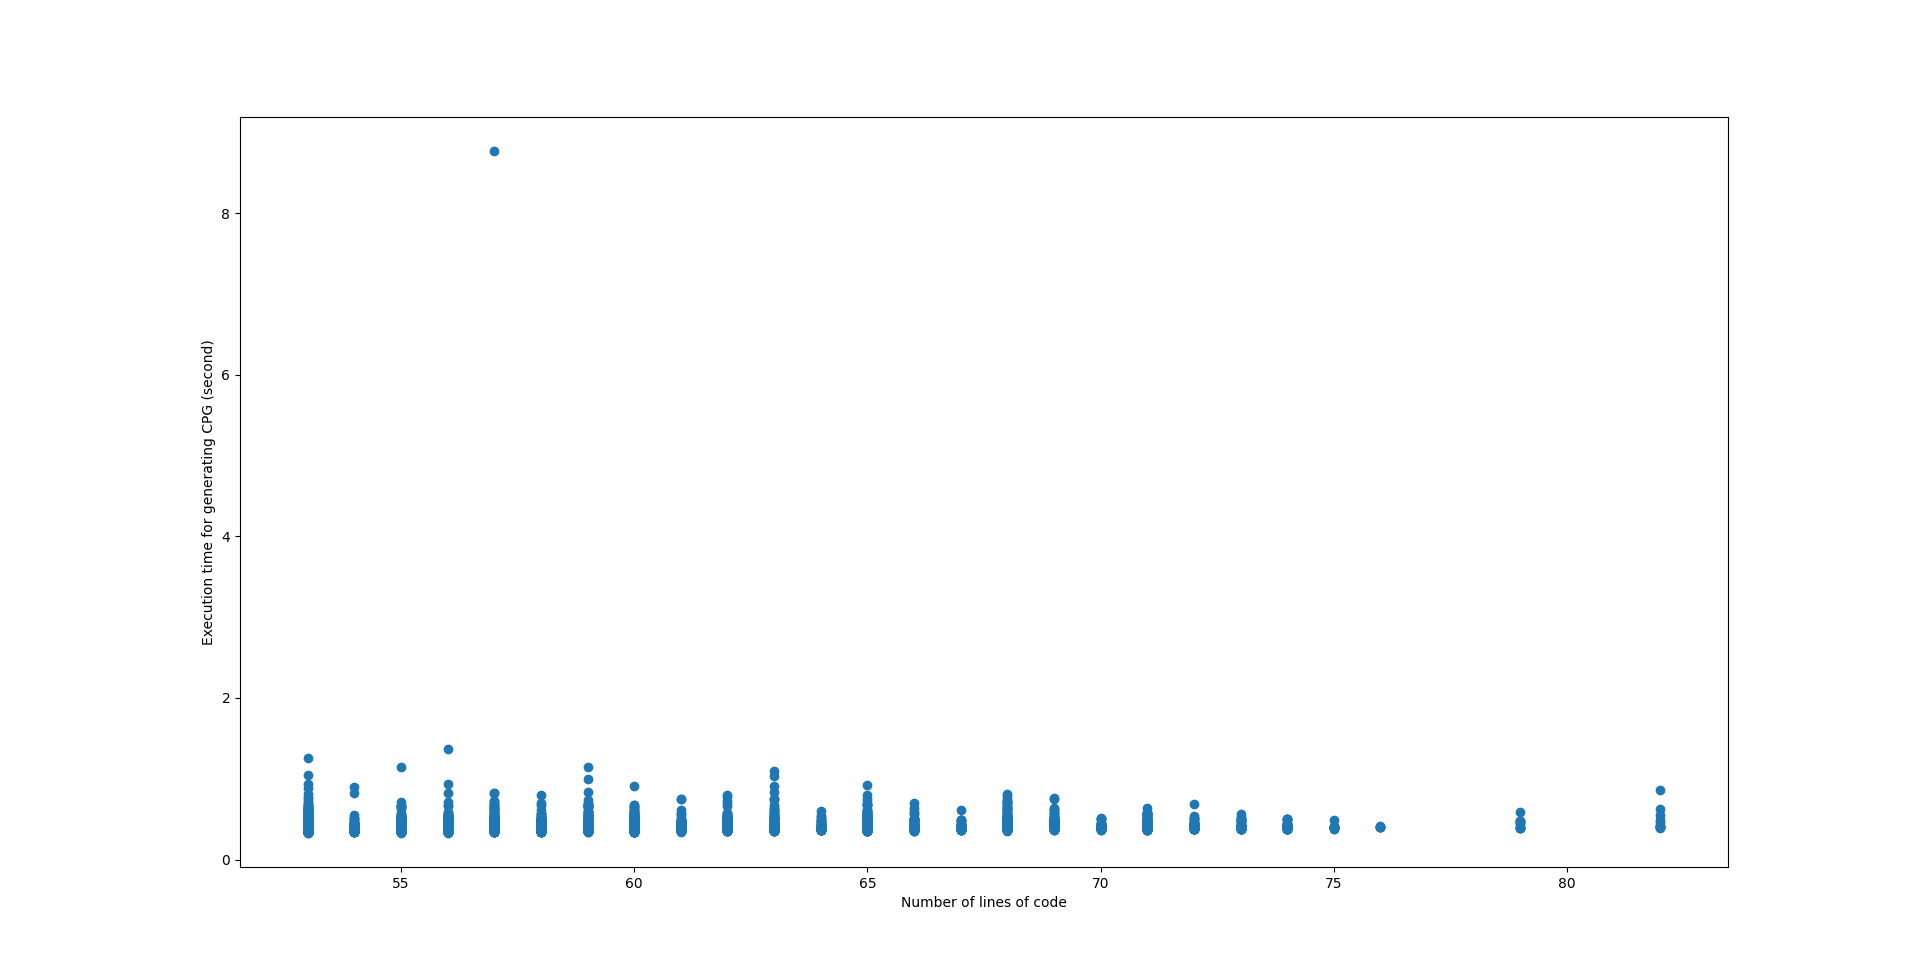 8
6
4
2
0
Execution time for generating CPG (second)
55 60 65 70 75 80
Number of lines of code